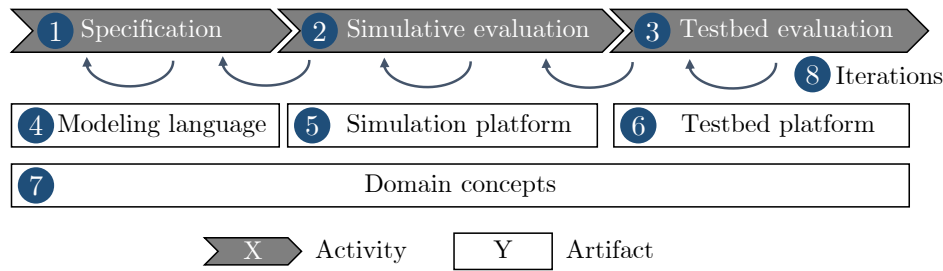 1 Specification 2 Simulative evaluation 3 Testbed evaluation
8 Iterations
4 Modeling language 5 Simulation platform 6 Testbed platform
7 Domain concepts
X Activity Y Artifact